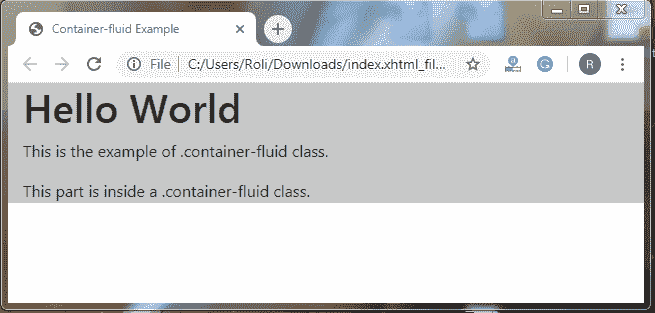 Container-fluid Example
File | C:/Users/Roli/Downloads/index.xhtml_fil...
R
Hello World
This is the example of .container-fluid class.
This part is inside a .container-fluid class.